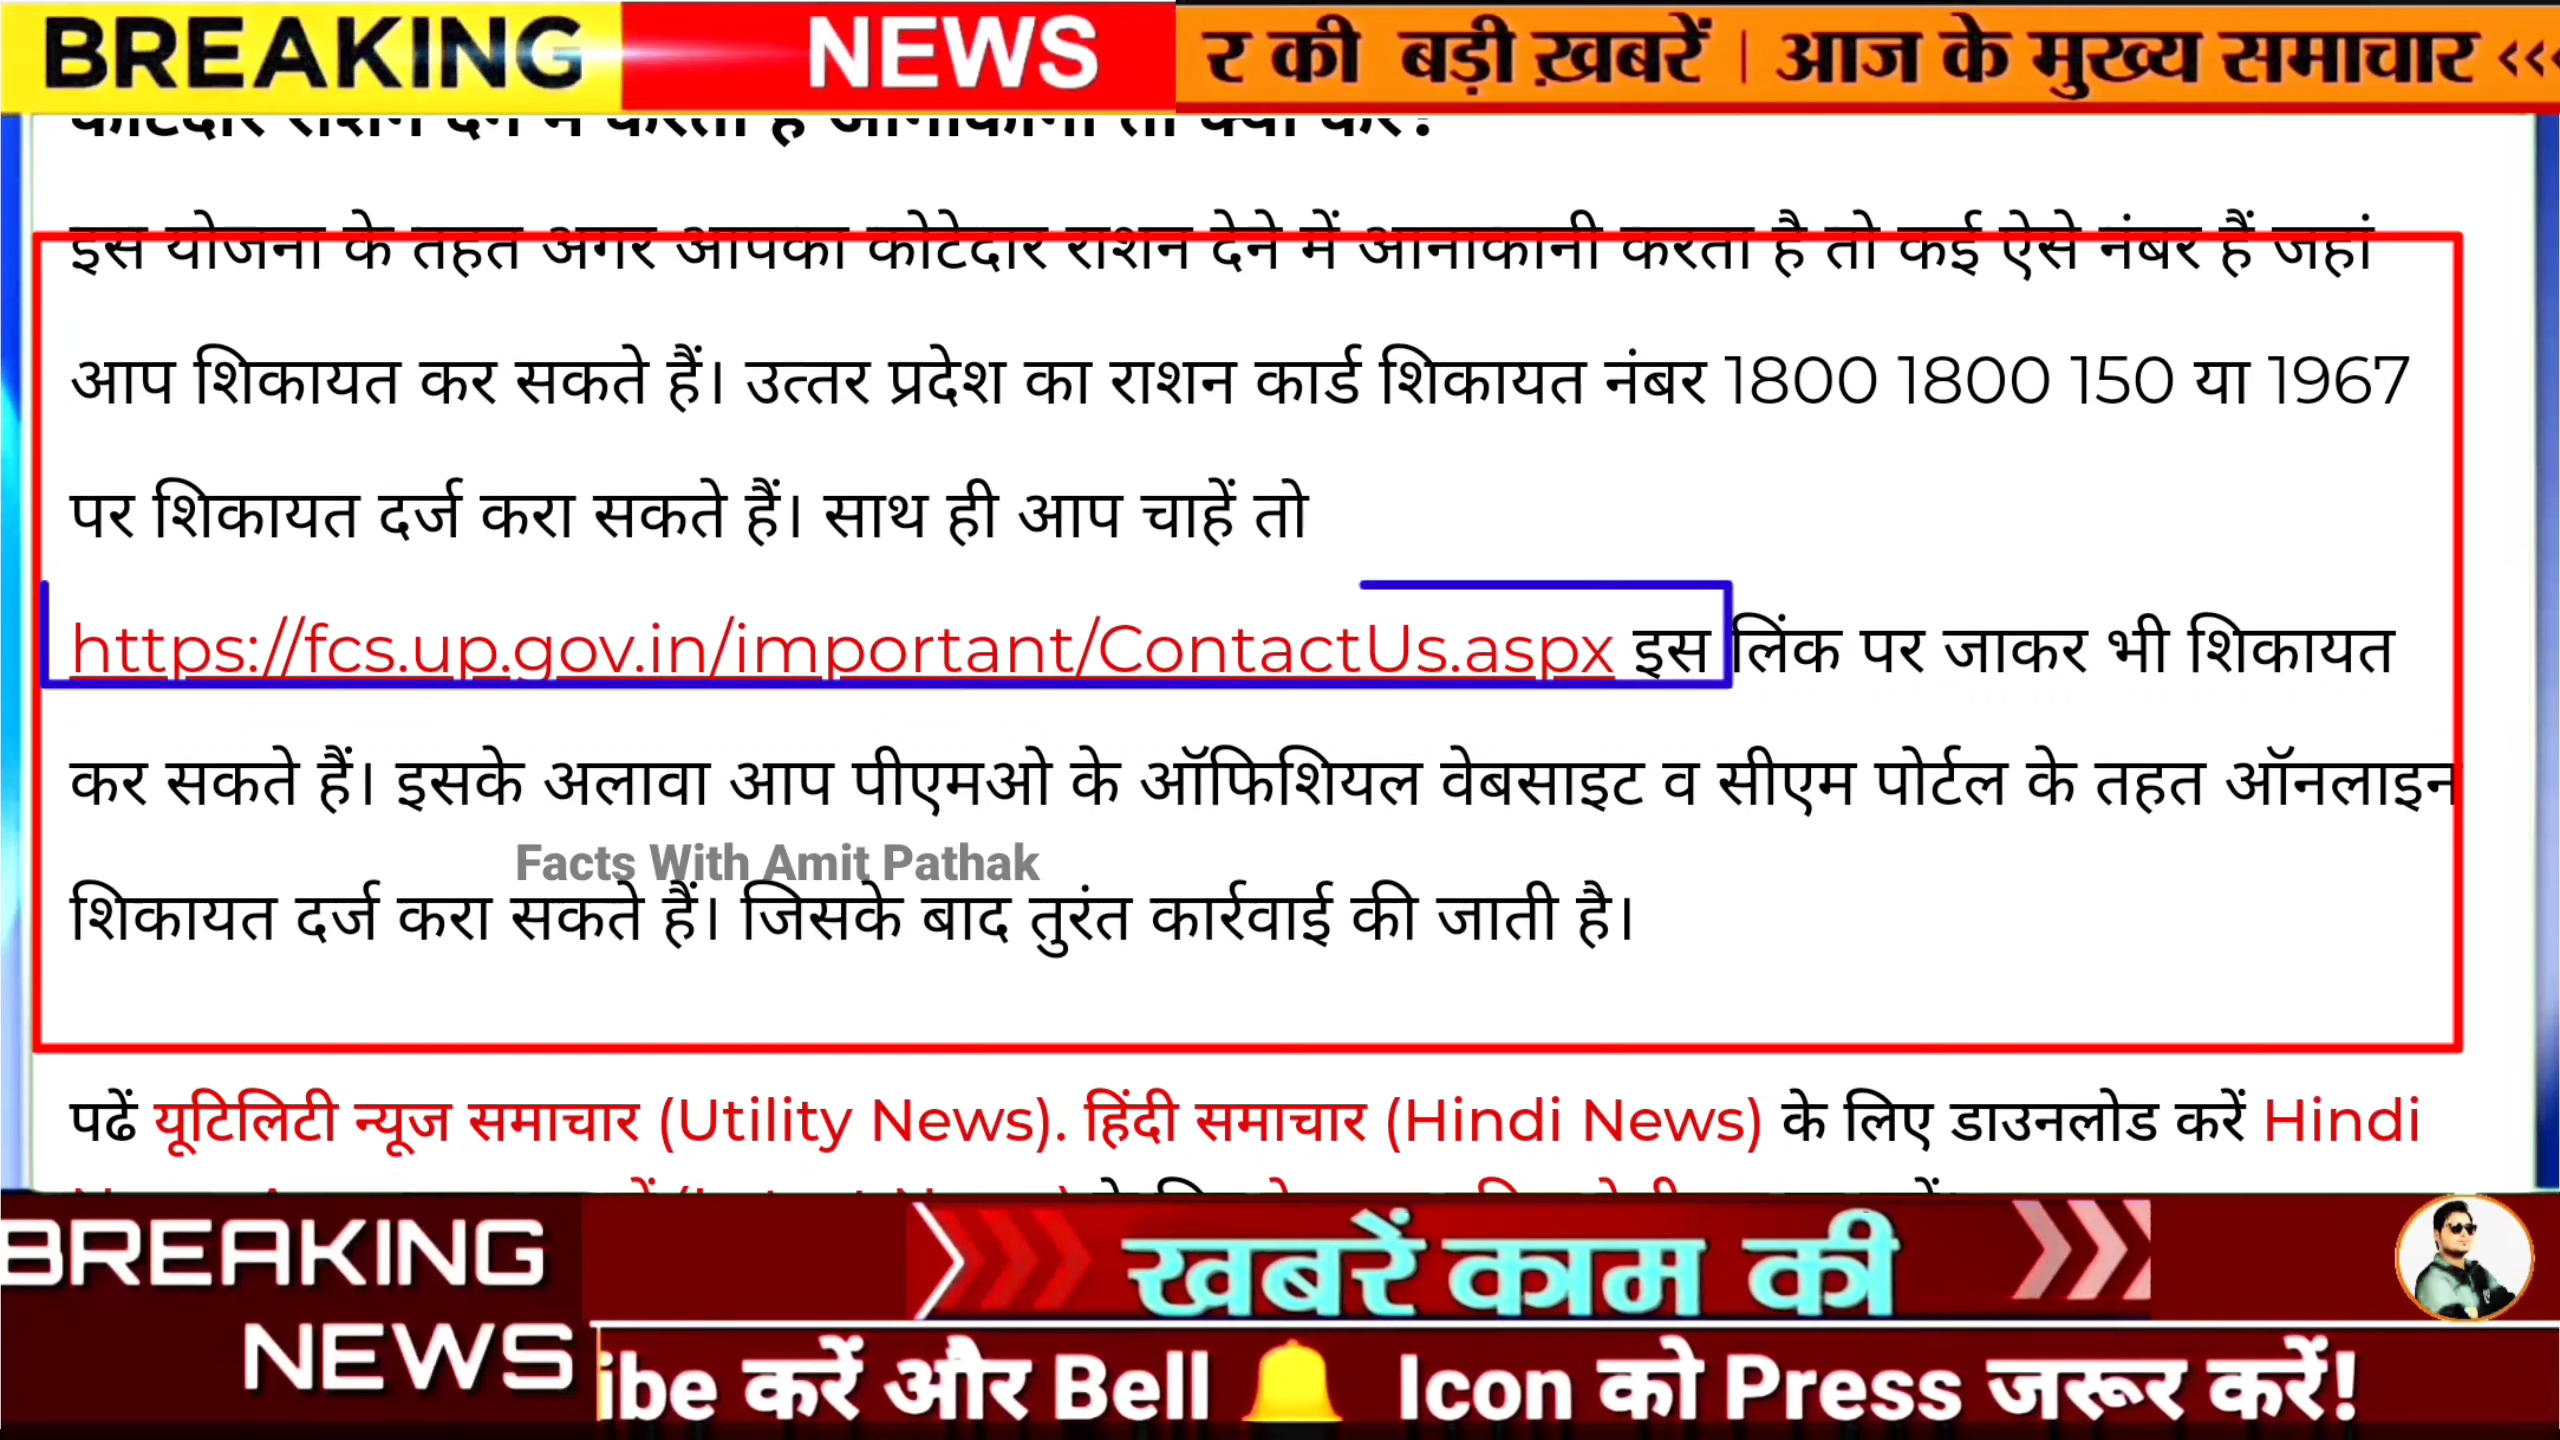 BREAKING NEWS र की बड़ी ख़बरें | आज के मुख्य समाचार <<<
कोटेदार राशन देने में करता है आनाकानी तो क्या करें?
इस योजना के तहत अगर आपका कोटेदार राशन देने में आनाकानी करता है तो कई ऐसे नंबर हैं जहां
आप शिकायत कर सकते हैं। उत्तर प्रदेश का राशन कार्ड शिकायत नंबर 1800 1800 150 या 1967
पर शिकायत दर्ज करा सकते हैं। साथ ही आप चाहें तो
https://fcs.up.gov.in/important/ContactUs.aspx इस लिंक पर जाकर भी शिकायत
कर सकते हैं। इसके अलावा आप पीएमओ के ऑफिशियल वेबसाइट व सीएम पोर्टल के तहत ऑनलाइन
Facts With Amit Pathak
शिकायत दर्ज करा सकते हैं। जिसके बाद तुरंत कार्रवाई की जाती है।
पढें यूटिलिटी न्यूज समाचार (Utility News). हिंदी समाचार (Hindi News) के लिए डाउनलोड करें Hindi
BREAKING
NEWS
खबरें काम की
ibe करें और Bell 🔔 Icon को Press जरूर करें!